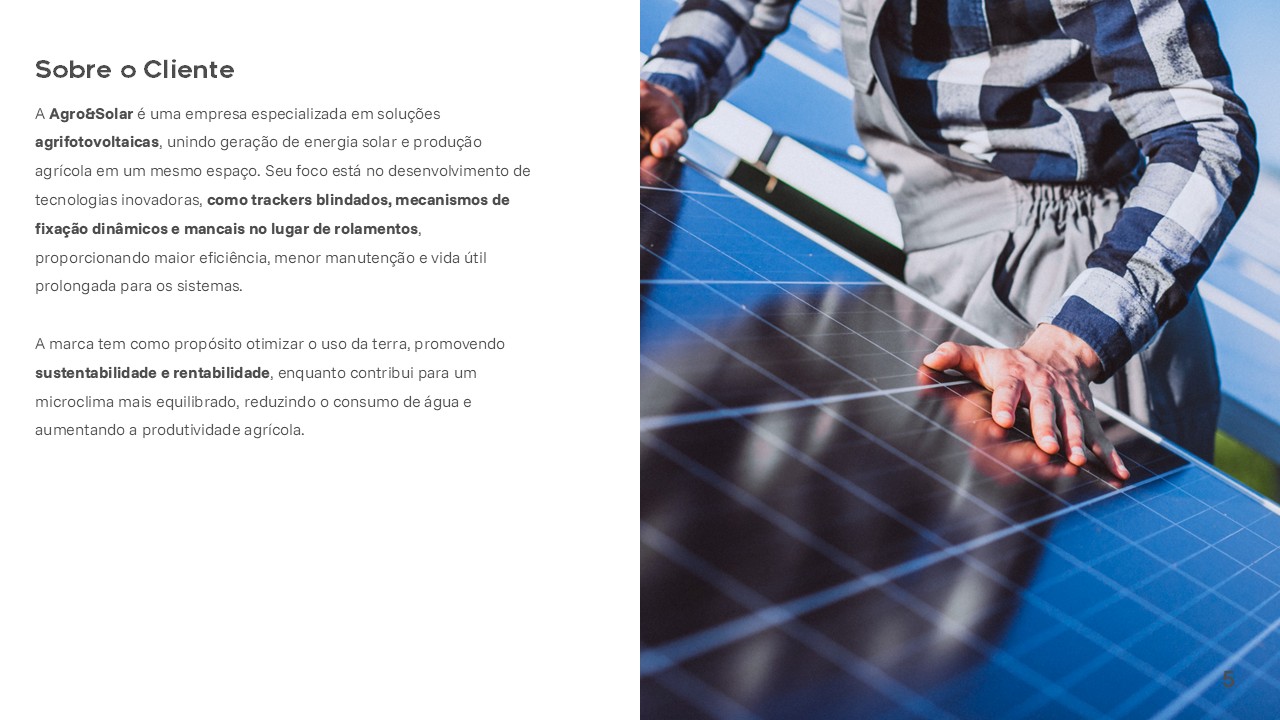 Sobre o Cliente
A Agro&Solar é uma empresa especializada em soluções
agrifotovoltaicas, unindo geração de energia solar e produção
agrícola em um mesmo espaço. Seu foco está no desenvolvimento de
tecnologias inovadoras, como trackers blindados, mecanismos de
fixação dinâmicos e mancais no lugar de rolamentos,
proporcionando maior eficiência, menor manutenção e vida útil
prolongada para os sistemas.
A marca tem como propósito otimizar o uso da terra, promovendo
sustentabilidade e rentabilidade, enquanto contribui para um
microclima mais equilibrado, reduzindo o consumo de água e
aumentando a produtividade agrícola.
5